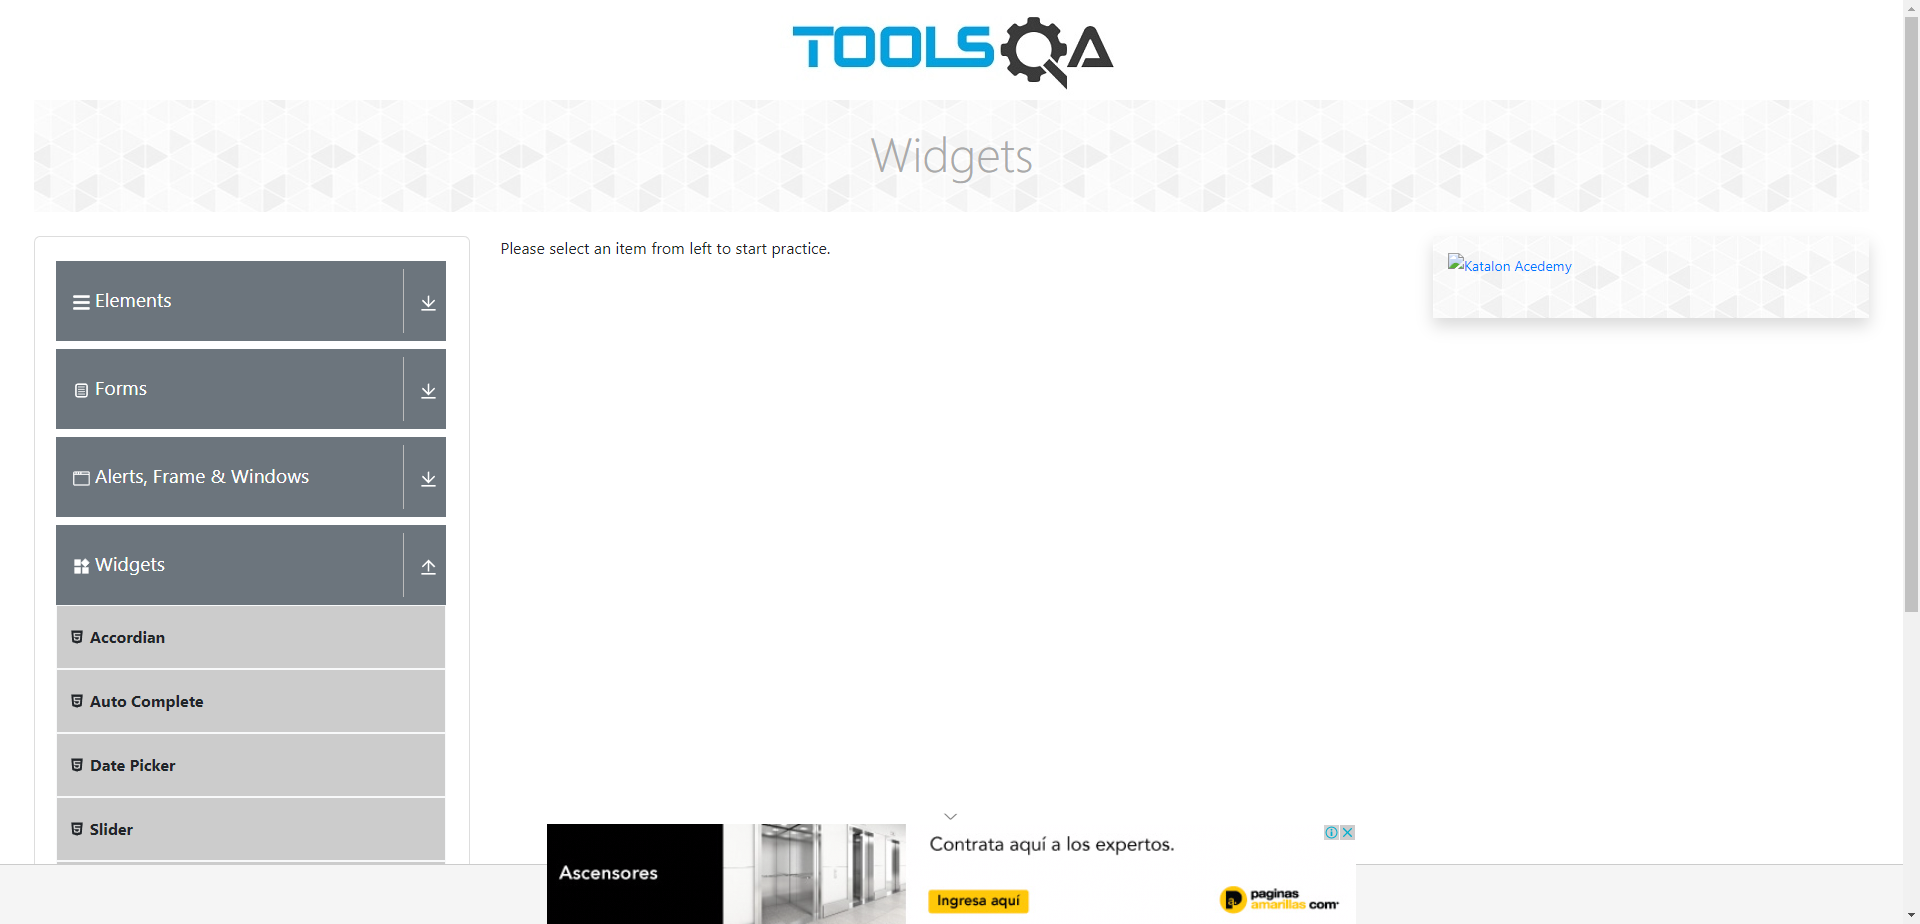 TOOLSQA
Widgets
Elements
Forms
Alerts, Frame & Windows
Widgets
Accordian
Auto Complete
Date Picker
Slider
Please select an item from left to start practice.
Katalon Acedemy
Ascensores
Contrata aquí a los expertos.
Ingresa aquí
paginas
amarillas.com